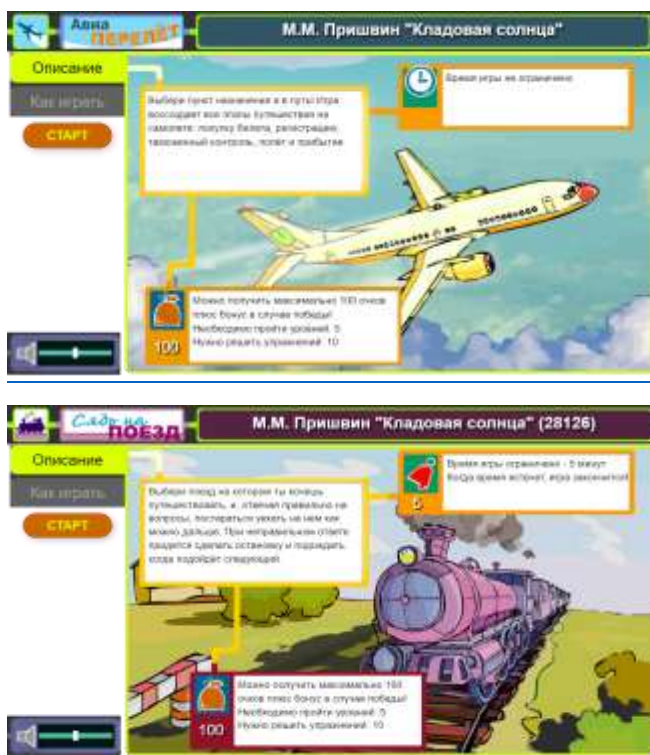 Авиа
ПЕРЕЛЁТ
М.М. Пришвин "Кладовая солнца"
Описание
Как играть
СТАРТ
Выбери пункт назначения и в путь! Игра
воссоздает все этапы путешествия на
самолете: покупку билета, регистрацию,
таможенный контроль, полёт и прибытие
Время игры не ограничено
Можно получить максимально 100 очков
плюс бонус в случае победы!
Необходимо пройти уровней: 5
Нужно решить упражнений: 10
100
Сядь на
ПОЕЗД
М.М. Пришвин "Кладовая солнца" (28126)
Описание
Как играть
СТАРТ
Выбери поезд на котором ты хочешь
путешествовать, и, отвечая правильно на
вопросы, постараться уехать на нем как
можно дальше. При неправильном ответе
придется сделать остановку и подождать,
когда подойдёт следующий.
Время игры ограничено - 5 минут
Когда время истечет, игра закончится!
5
Можно получить максимально 100
очков плюс бонус в случае победы!
Необходимо пройти уровней: 5
Нужно решить упражнений: 10
100